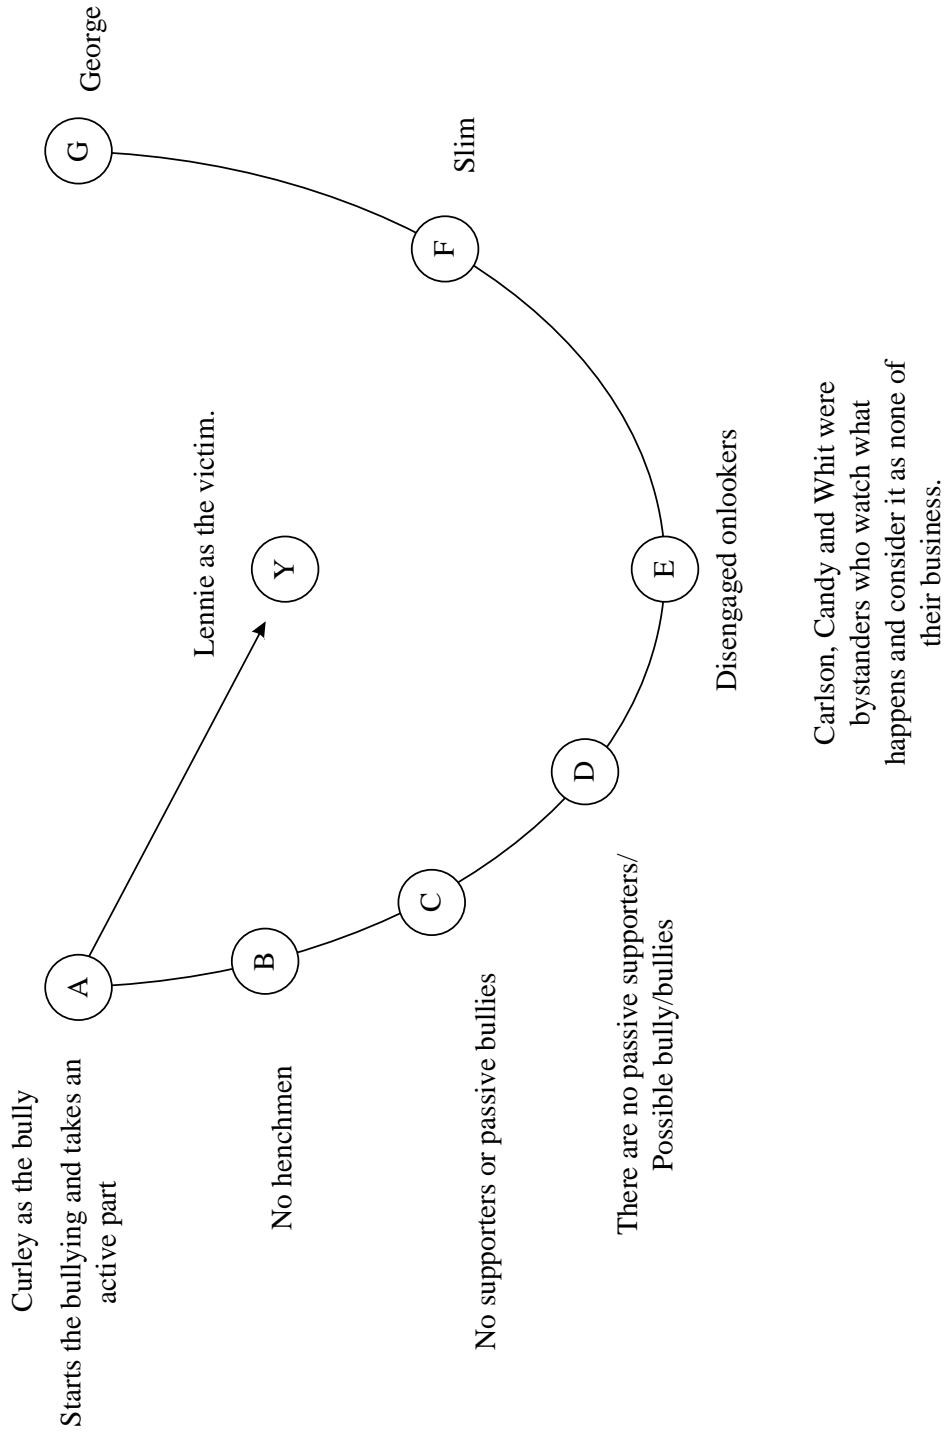 Curley as the bully
Starts the bullying and takes an
active part
A
G
George
Lennie as the victim.
Y
No henchmen
B
F
Slim
No supporters or passive bullies
C
There are no passive supporters/
Possible bully/bullies
D
E
Disengaged onlookers
Carlson, Candy and Whit were
bystanders who watch what
happens and consider it as none of
their business.